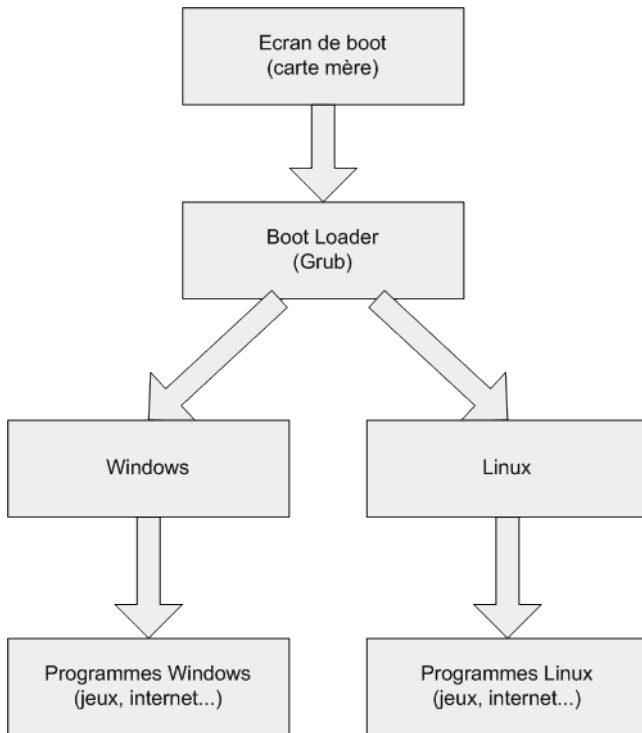 Ecran de boot
(carte mère)
Boot Loader
(Grub)
Windows
Linux
Programmes Windows
(jeux, internet...)
Programmes Linux
(jeux, internet...)